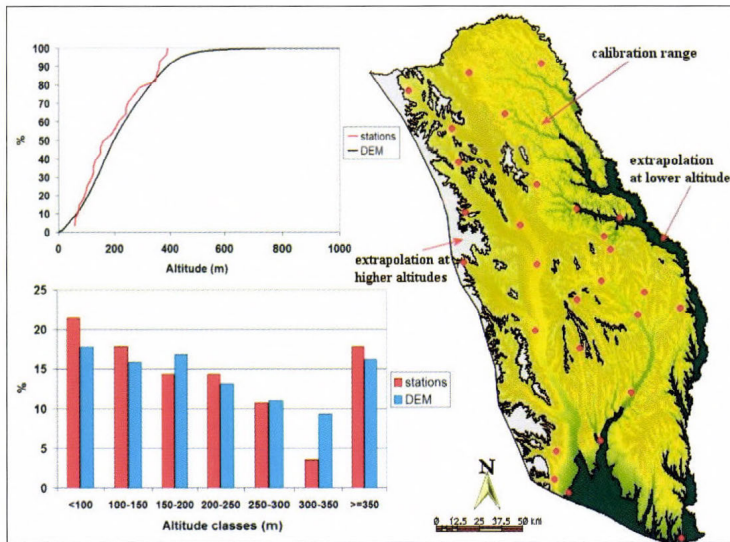 100
90
80
70
60
50
40
30
20
10
0
%
0 200 400 600 800 1000
Altitude (m)
stations
DEM
25
20
15
10
5
0
%
<100 100-150 150-200 200-250 250-300 300-350 >=350
Altitude classes (m)
stations
DEM
calibration range
extrapolation
at lower altitude
extrapolation at
higher altitudes
N
0 12.5 25 37.5 50 km